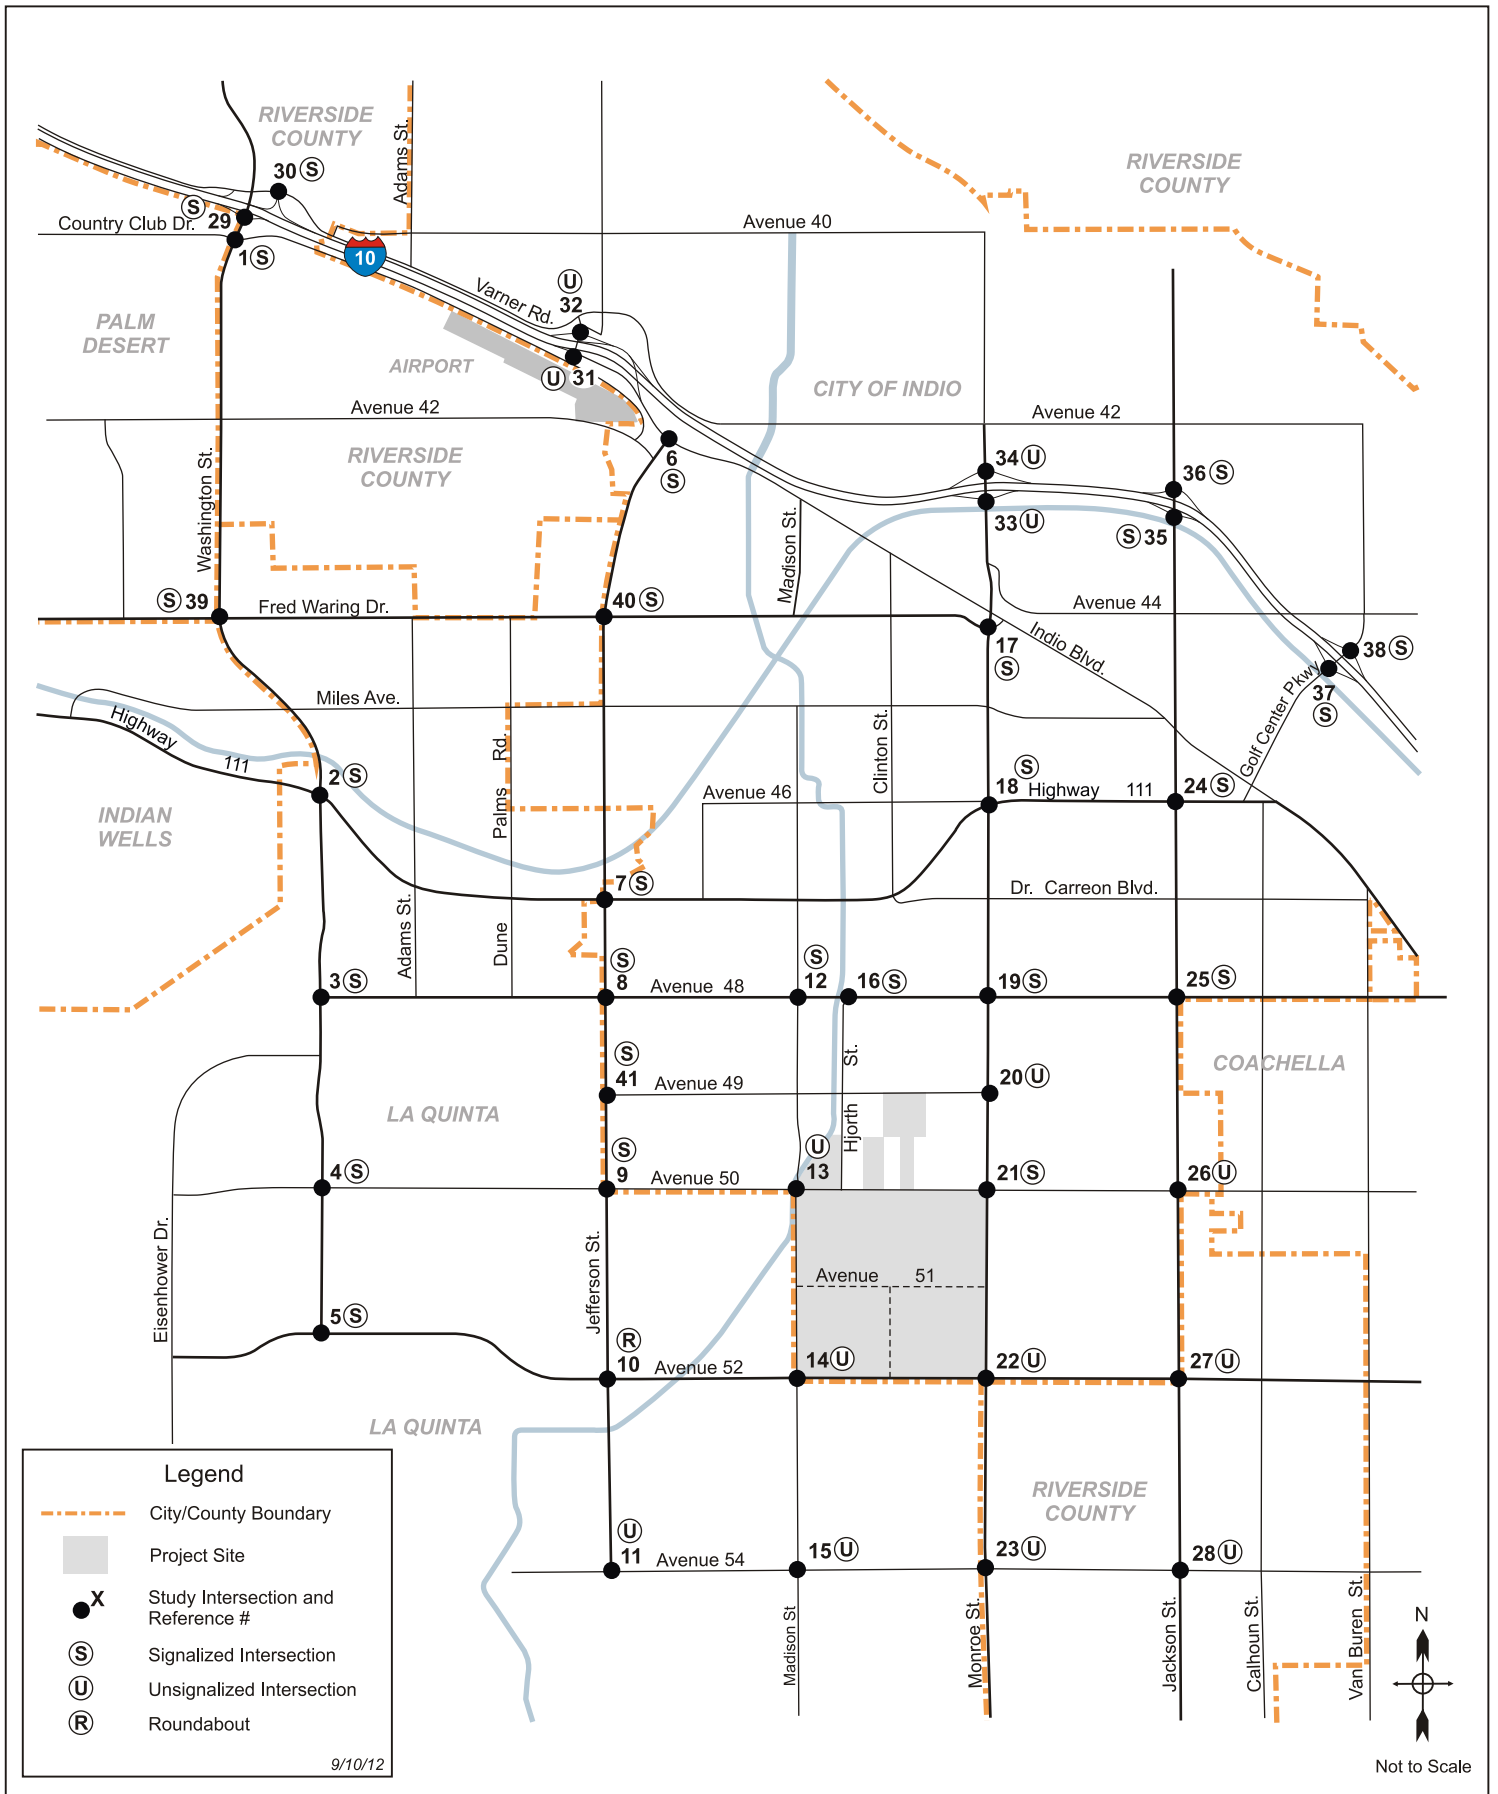 RIVERSIDE
COUNTY
Adams St.
30 S
RIVERSIDE
COUNTY
S
29
Country Club Dr.
Avenue 40
1 S
10
U
32
Varner Rd.
PALM
DESERT
AIRPORT
U 31
CITY OF INDIO
Avenue 42
Avenue 42
RIVERSIDE
COUNTY
6
S
34 U
36 S
Washington St.
Madison St.
33 U
S 35
S 39
Fred Waring Dr.
40 S
Avenue 44
17
S
Indio Blvd.
38 S
37
S
Golf Center Pkwy
Miles Ave.
Highway
111
Palms Rd.
Clinton St.
2 S
S
18
Highway 111
24 S
Avenue 46
INDIAN
WELLS
7 S
Dr. Carreon Blvd.
Adams St.
Dune
S
8
Avenue 48
S
12
16 S
19 S
25 S
3 S
S
41
Avenue 49
Hjorth St.
20 U
COACHELLA
LA QUINTA
S
9
Avenue 50
U
13
4 S
21 S
26 U
Eisenhower Dr.
Jefferson St.
Avenue 51
5 S
R
10
Avenue 52
14 U
22 U
27 U
LA QUINTA
RIVERSIDE
COUNTY
U
11
Avenue 54
15 U
23 U
28 U
Madison St
Monroe St.
Jackson St.
Calhoun St.
Van Buren St.
Legend
City/County Boundary
Project Site
X
Study Intersection and
Reference #
S
Signalized Intersection
U
Unsignalized Intersection
R
Roundabout
9/10/12
N
Not to Scale